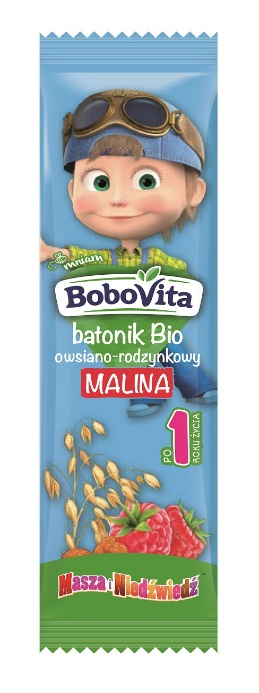 mniam
BoboVita
batonik Bio
owsiano-rodzynkowy
MALINA
PO 1 ROKU ŻYCIA
Masza i Niedźwiedź